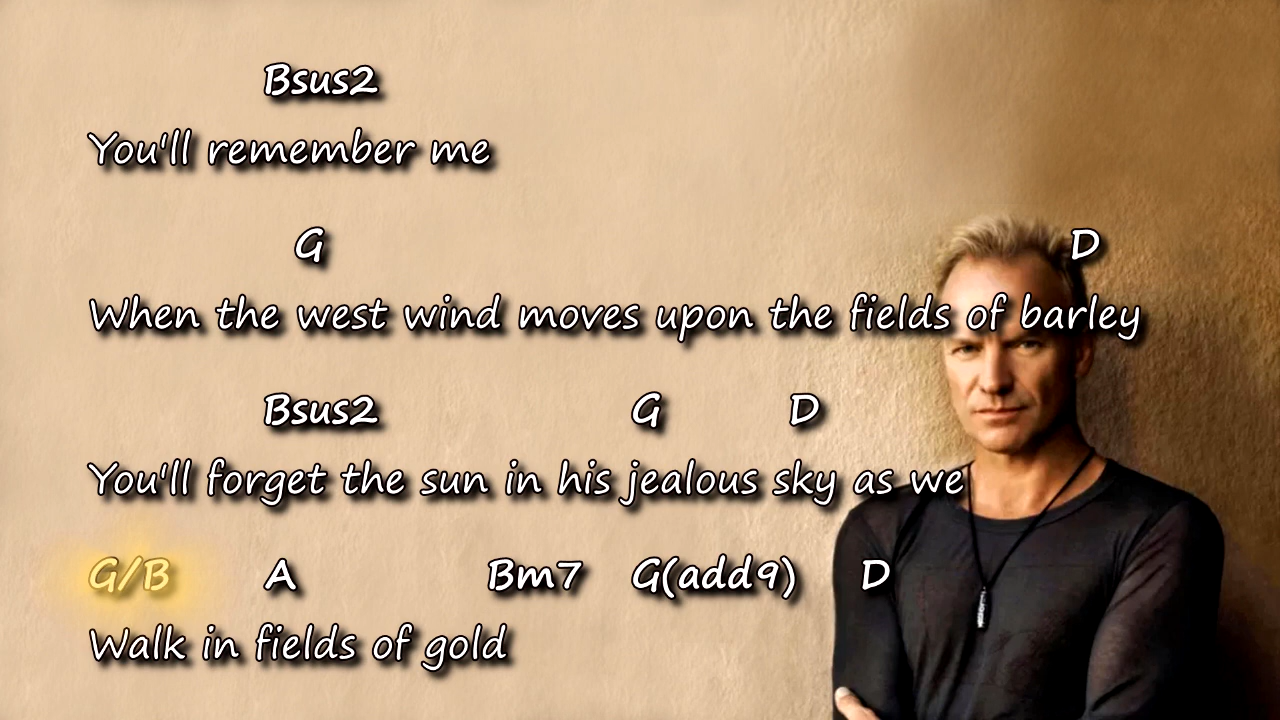 Bsus2
You'll remember me
G D
When the west wind moves upon the fields of barley
Bsus2 G D
You'll forget the sun in his jealous sky as we
G/B A Bm7 G(add9) D
Walk in fields of gold